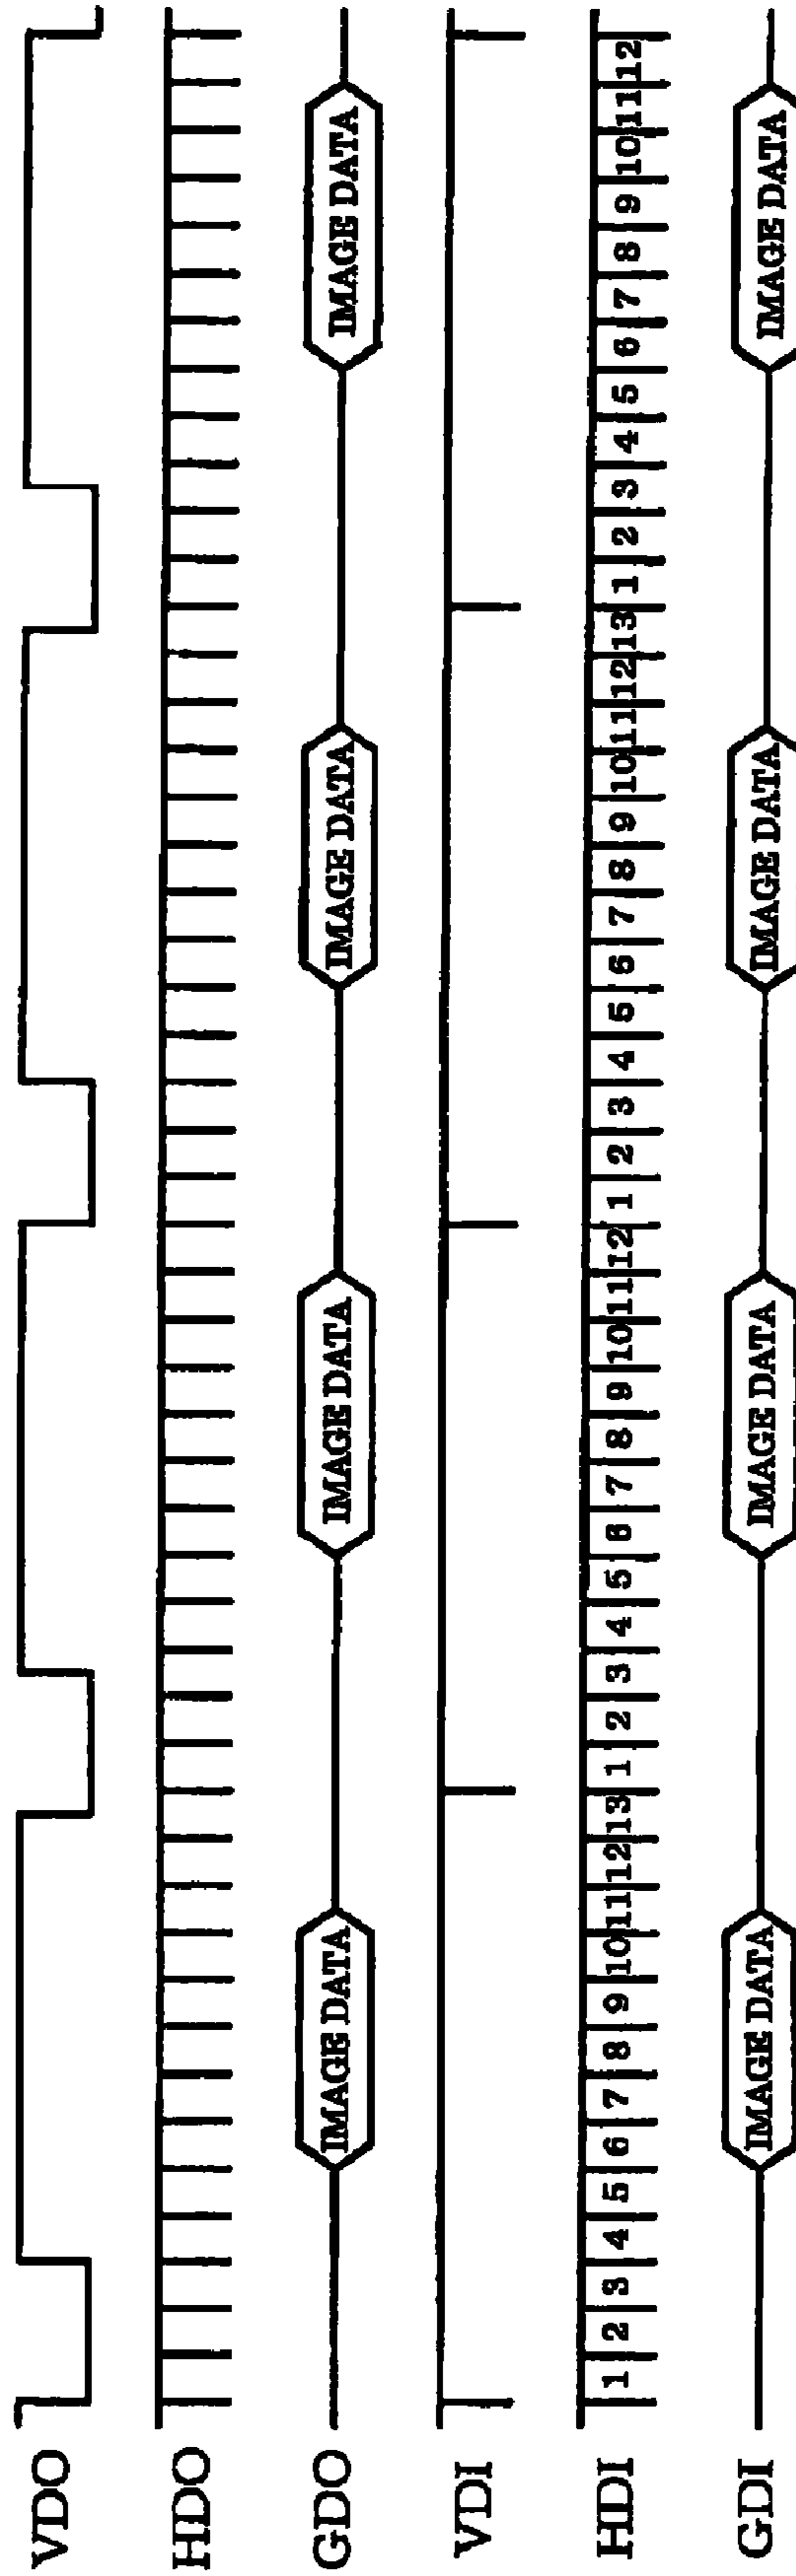 VDO
HDO
GDO IMAGE DATA IMAGE DATA IMAGE DATA IMAGE DATA
VDI
HDI 1 2 3 4 5 6 7 8 9 10 11 12 13 1 2 3 4 5 6 7 8 9 10 11 12 1 2 3 4 5 6 7 8 9 10 11 12 13 1 2 3 4 5 6 7 8 9 10 11 12
GDI IMAGE DATA IMAGE DATA IMAGE DATA IMAGE DATA